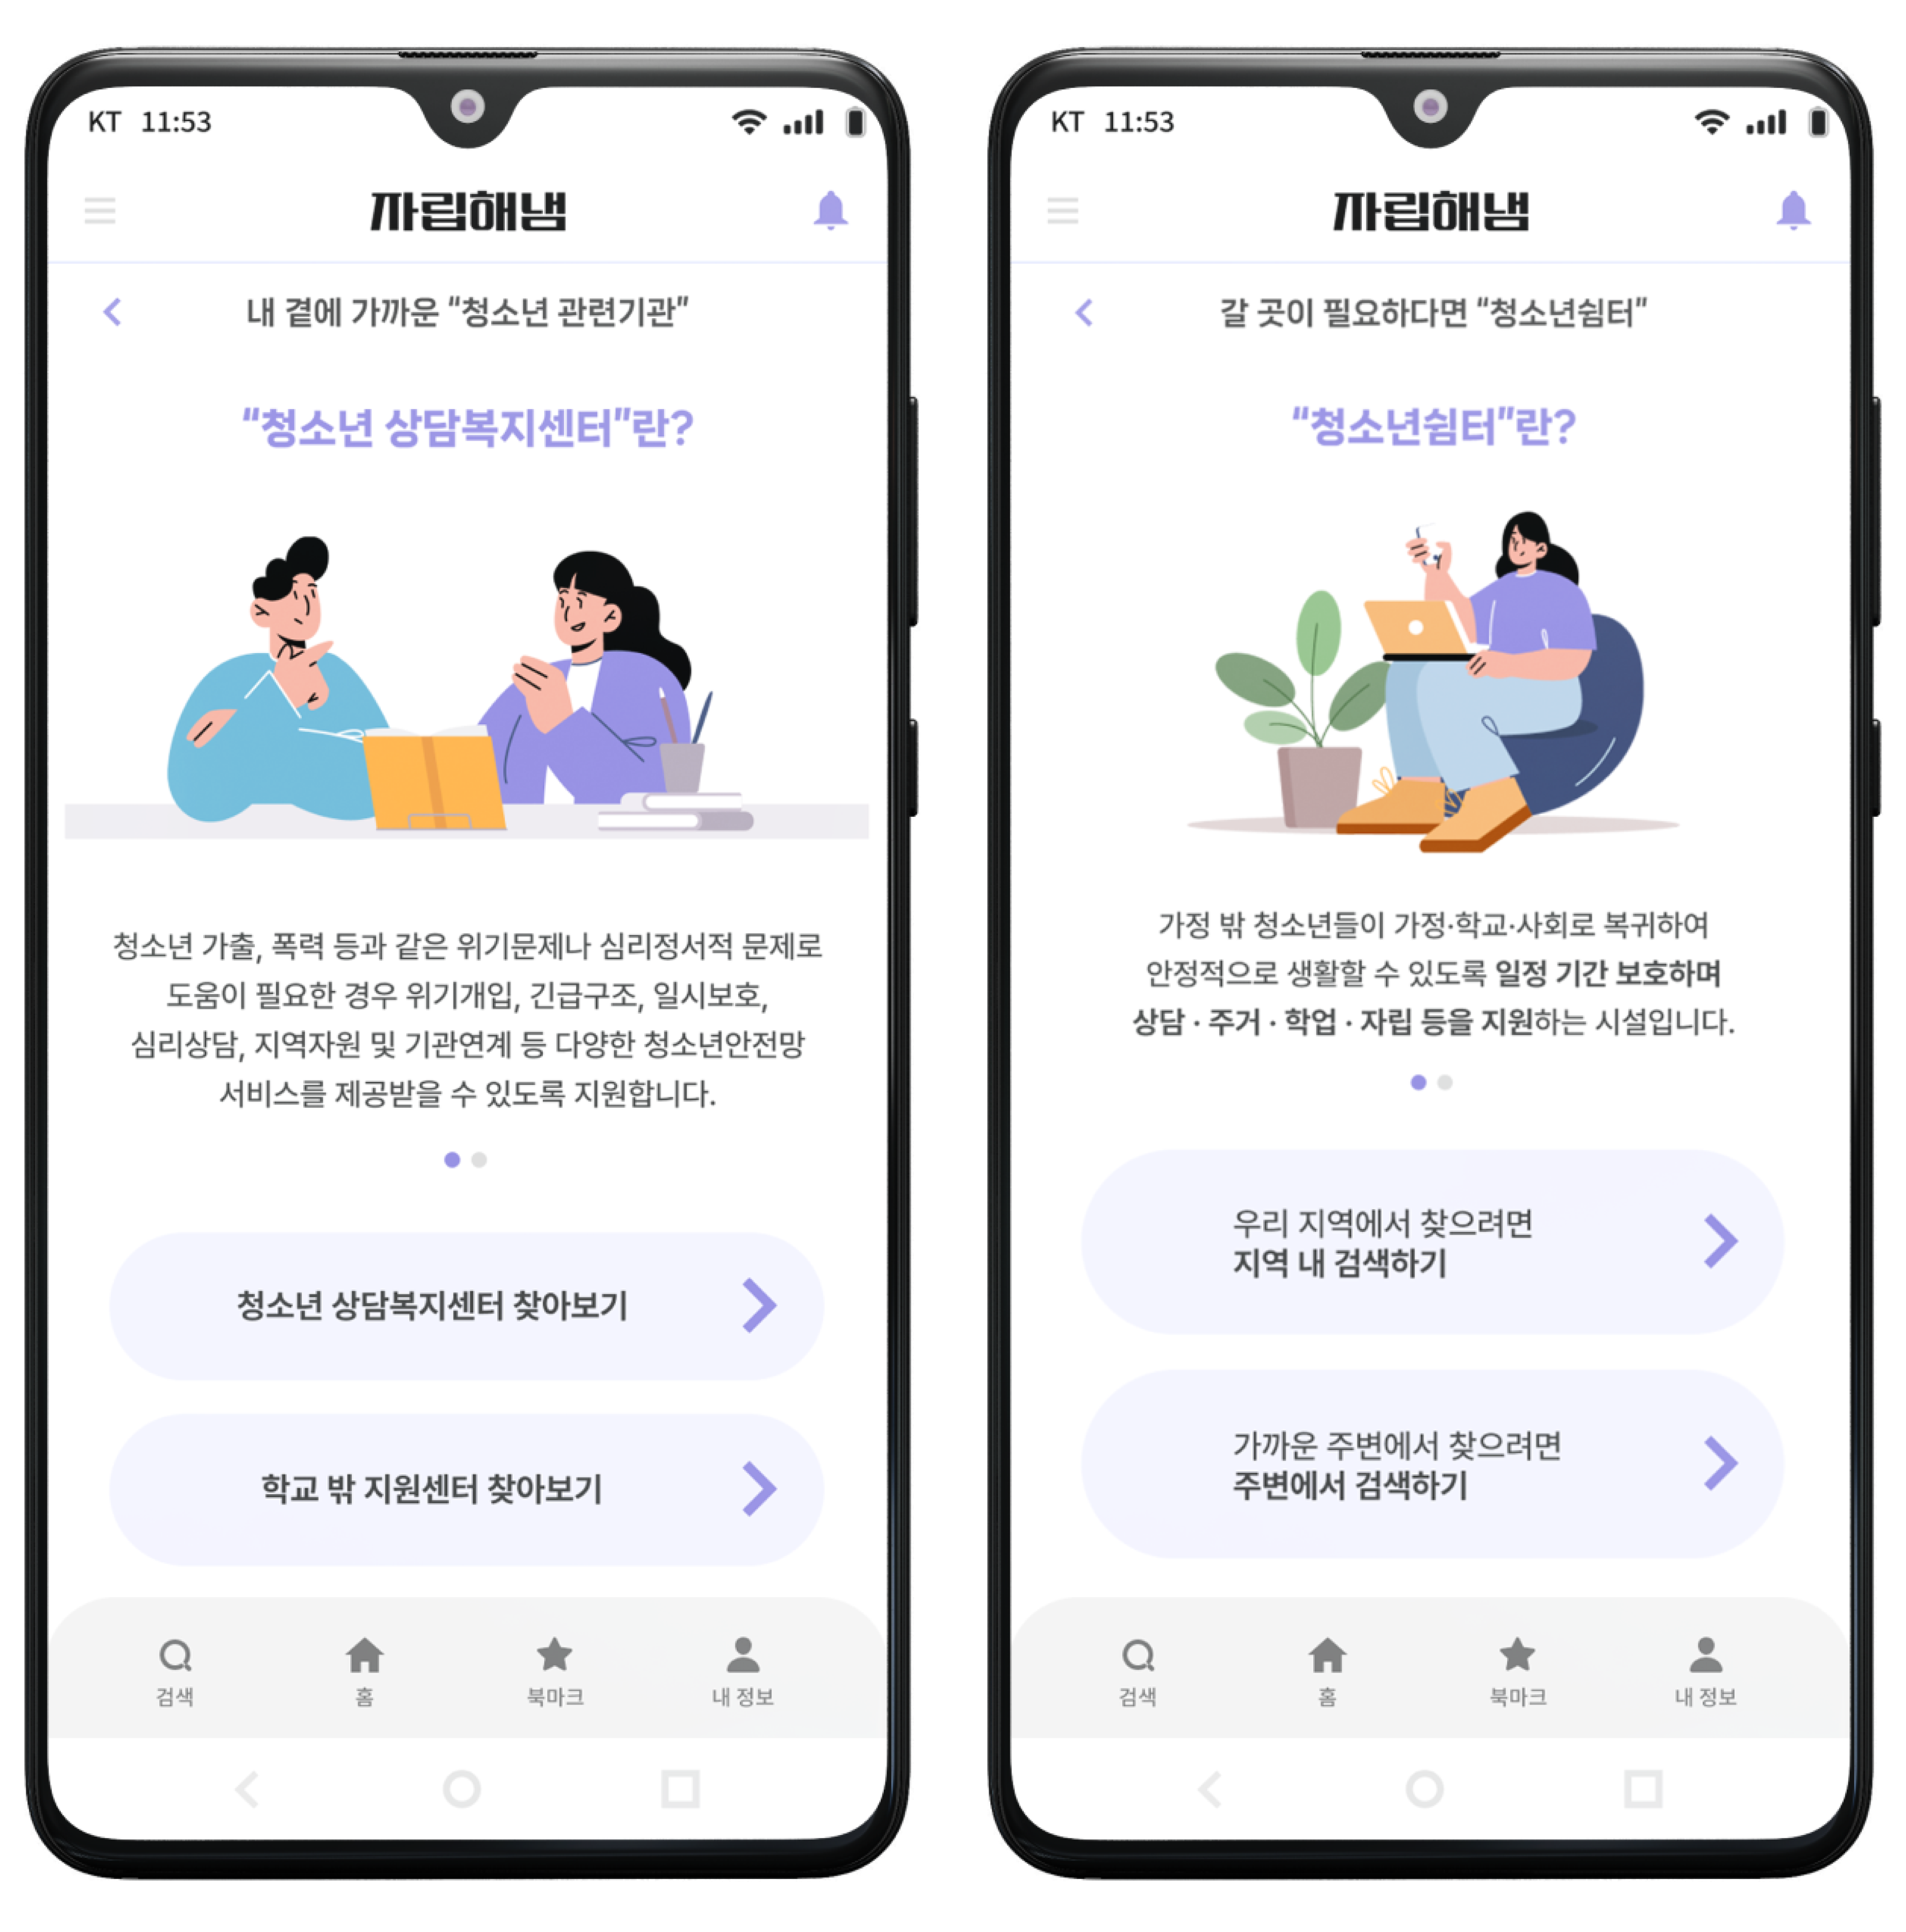 KT 11:53
자립해냄
내 곁에 가까운 “청소년 관련기관”
“청소년 상담복지센터”란?
청소년 가출, 폭력 등과 같은 위기문제나 심리정서적 문제로
도움이 필요한 경우 위기개입, 긴급구조, 일시보호,
심리상담, 지역자원 및 기관연계 등 다양한 청소년안전망
서비스를 제공받을 수 있도록 지원합니다.
청소년 상담복지센터 찾아보기
학교 밖 지원센터 찾아보기
검색 홈 북마크 내 정보
KT 11:53
자립해냄
갈 곳이 필요하다면 “청소년쉼터”
“청소년쉼터”란?
가정 밖 청소년들이 가정·학교·사회로 복귀하여
안정적으로 생활할 수 있도록 일정 기간 보호하며
상담 · 주거 · 학업 · 자립 등을 지원하는 시설입니다.
우리 지역에서 찾으려면
지역 내 검색하기
가까운 주변에서 찾으려면
주변에서 검색하기
검색 홈 북마크 내 정보